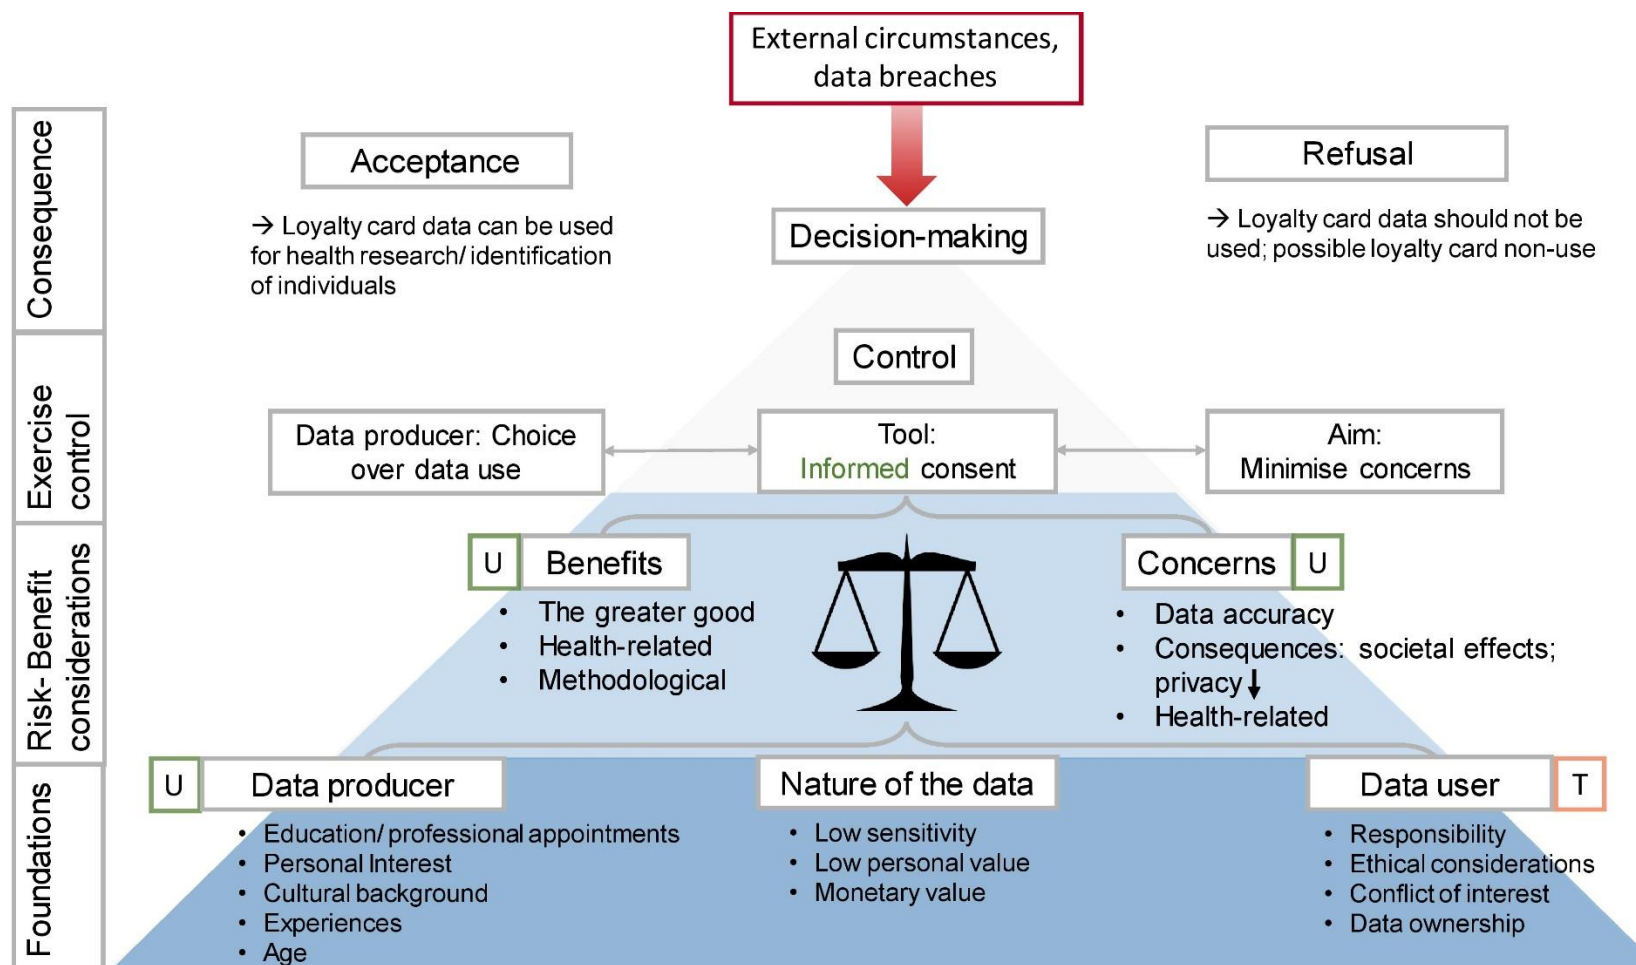 External circumstances,
data breaches
Consequence
Acceptance
→ Loyalty card data can be used
for health research/ identification
of individuals
Decision-making
Refusal
→ Loyalty card data should not be
used; possible loyalty card non-use
Exercise
control
Control
Data producer: Choice
over data use
Tool:
Informed consent
Aim:
Minimise concerns
Risk- Benefit
considerations
U
Benefits
• The greater good
• Health-related
• Methodological
Concerns
U
• Data accuracy
• Consequences: societal effects;
privacy↓
• Health-related
Foundations
U
Data producer
• Education/ professional appointments
• Personal Interest
• Cultural background
• Experiences
• Age
Nature of the data
• Low sensitivity
• Low personal value
• Monetary value
Data user
T
• Responsibility
• Ethical considerations
• Conflict of interest
• Data ownership